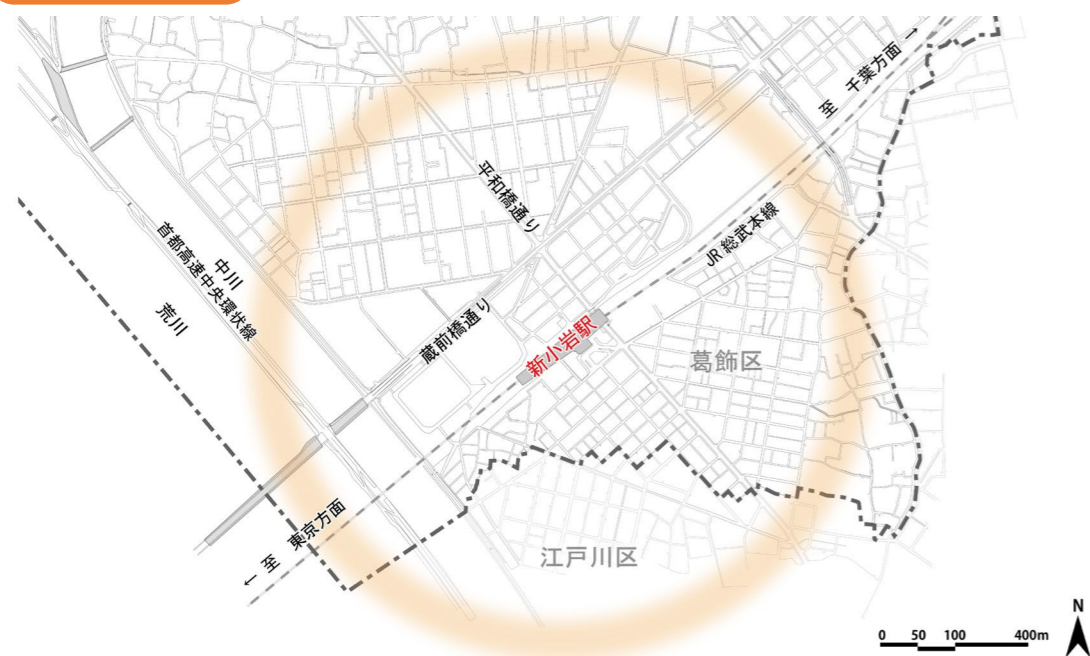 至 千葉方面 →
平和橋通り
JR 総武本線
中川
首都高速中央環状線
荒川
蔵前橋通り
新小岩駅
葛飾区
← 至 東京方面
江戸川区
N
0 50 100 400m